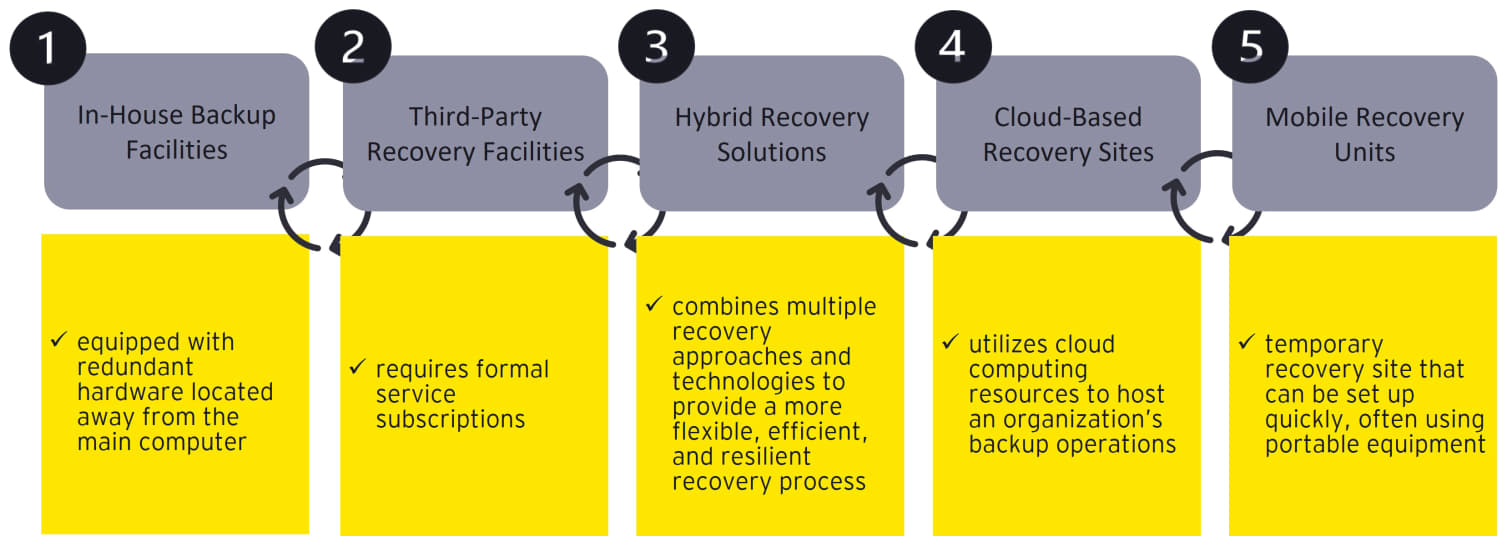 1
In-House Backup
Facilities
✓ equipped with
redundant
hardware located
away from the
main computer
2
Third-Party
Recovery Facilities
✓ requires formal
service
subscriptions
3
Hybrid Recovery
Solutions
✓ combines multiple
recovery
approaches and
technologies to
provide a more
flexible, efficient,
and resilient
recovery process
4
Cloud-Based
Recovery Sites
✓ utilizes cloud
computing
resources to host
an organization’s
backup operations
5
Mobile Recovery
Units
✓ temporary
recovery site that
can be set up
quickly, often using
portable equipment